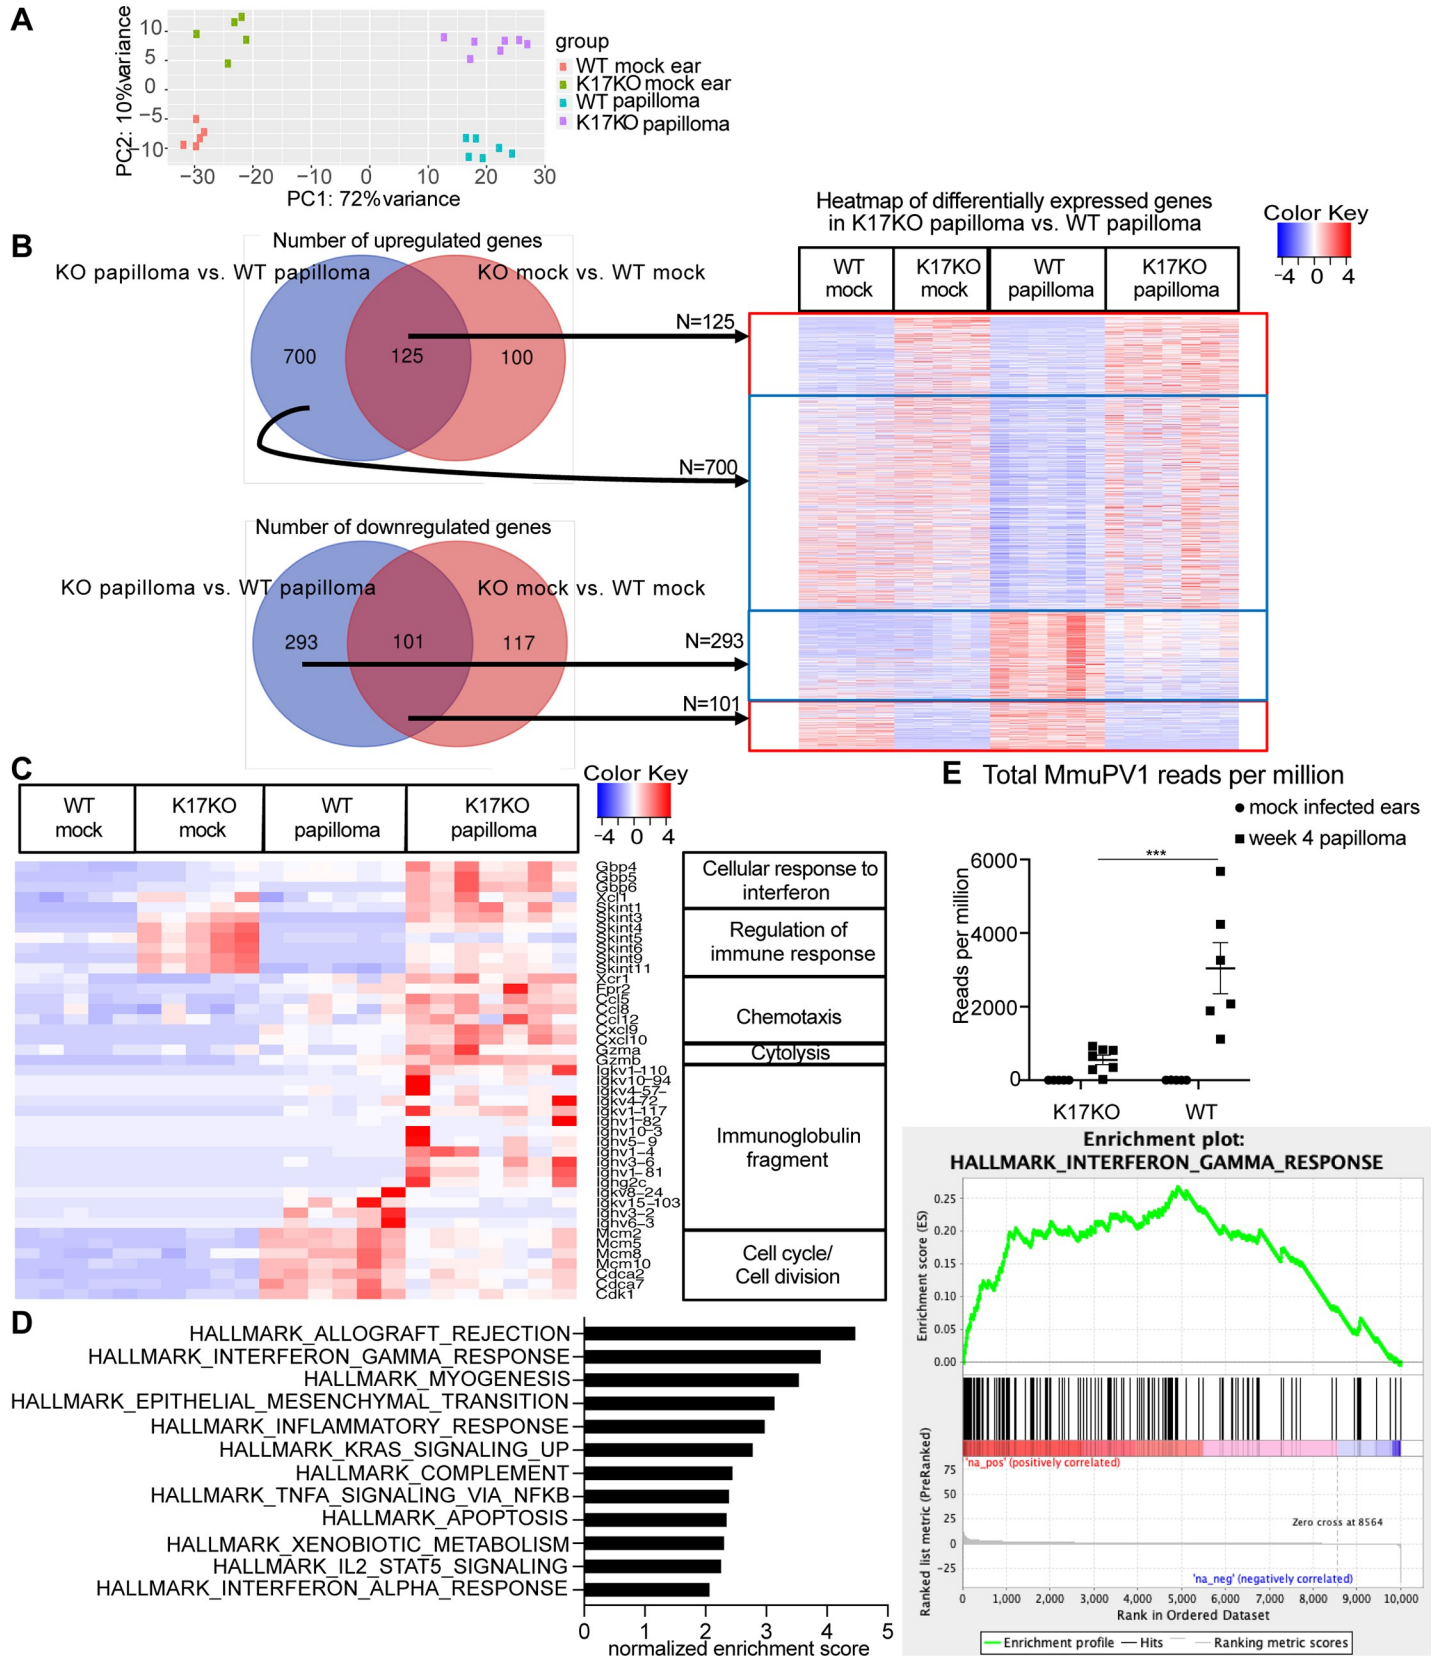 A
10
5
0
−5
−10
PC2: 10%variance
−30
−20
−10
0
10
20
30
PC1: 72%variance
group
WT mock ear
K17KO mock ear
WT papilloma
K17KO papilloma
B
Number of upregulated genes
KO papilloma vs. WT papilloma
KO mock vs. WT mock
700
125
100
N=125
N=700
Number of downregulated genes
KO papilloma vs. WT papilloma
KO mock vs. WT mock
293
101
117
N=293
N=101
Heatmap of differentially expressed genes
in K17KO papilloma vs. WT papilloma
Color Key
−4
0
4
WT
mock
K17KO
mock
WT
papilloma
K17KO
papilloma
C
Color Key
−4
0
4
WT
mock
K17KO
mock
WT
papilloma
K17KO
papilloma
Gbp4
Gbp5
Gbp6
Xcl1
Skint1
Skint3
Skint4
Skint5
Skint6
Skint9
Skint11
Xcr1
Fpr2
Ccl5
Ccl8
Ccl12
Cxcl9
Cxcl10
Gzma
Gzmb
Igkv1−110
Igkv10−94
Igkv4−57−
Igkv4−72
Igkv1−117
Ighv1−82
Ighv10−3
Ighv5−9
Ighv1−4
Ighv3−6
Ighv1−81
Ighg2c
Igkv8−24
Igkv15−103
Ighv3−2
Ighv6−3
Mcm2
Mcm5
Mcm8
Mcm10
Cdca2
Cdca7
Cdk1
Cellular response to
interferon
Regulation of
immune response
Chemotaxis
Cytolysis
Immunoglobulin
fragment
Cell cycle/
Cell division
D
HALLMARK_ALLOGRAFT_REJECTION
HALLMARK_INTERFERON_GAMMA_RESPONSE
HALLMARK_MYOGENESIS
HALLMARK_EPITHELIAL_MESENCHYMAL_TRANSITION
HALLMARK_INFLAMMATORY_RESPONSE
HALLMARK_KRAS_SIGNALING_UP
HALLMARK_COMPLEMENT
HALLMARK_TNFA_SIGNALING_VIA_NFKB
HALLMARK_APOPTOSIS
HALLMARK_XENOBIOTIC_METABOLISM
HALLMARK_IL2_STAT5_SIGNALING
HALLMARK_INTERFERON_ALPHA_RESPONSE
0
1
2
3
4
5
normalized enrichment score
E
Total MmuPV1 reads per million
mock infected ears
week 4 papilloma
***
6000
4000
2000
0
Reads per million
K17KO
WT
Enrichment plot:
HALLMARK_INTERFERON_GAMMA_RESPONSE
0.25
0.20
0.15
0.10
0.05
0.00
Enrichment score (ES)
'na_pos' (positively correlated)
75
50
25
0
−25
Ranked list metric (PreRanked)
Zero cross at 8564
'na_neg' (negatively correlated)
0
1,000
2,000
3,000
4,000
5,000
6,000
7,000
8,000
9,000
10,000
Rank in Ordered Dataset
Enrichment profile
Hits
Ranking metric scores